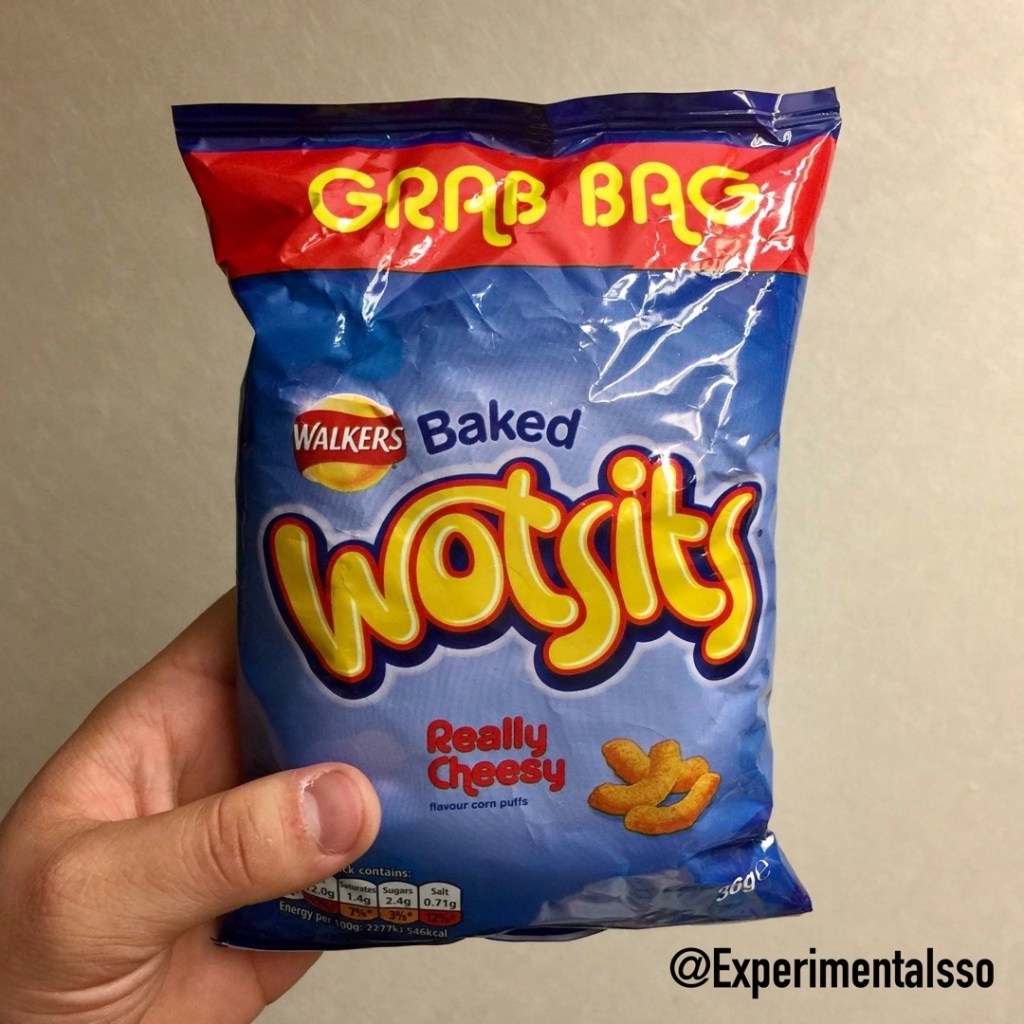 GRAB BAG
WALKERS Baked
Wotsits
Really
Cheesy
flavour corn puffs
36g e
contains:
Saturates Sugars Salt
2.0g 1.4g 2.4g 0.71g
7%* 3%* 12%*
Energy per 100g: 2277kJ 546kcal
@Experimentalsso